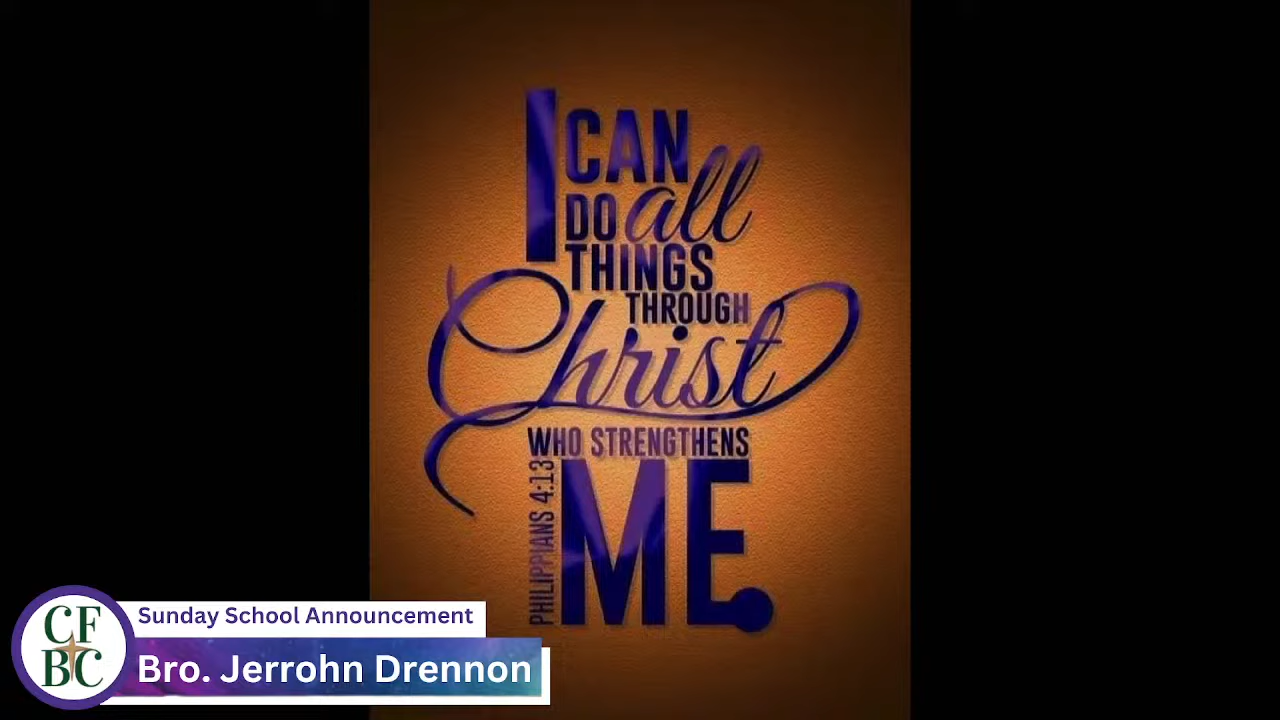 I CAN
DO all
THINGS
THROUGH
Christ
WHO STRENGTHENS
ME
PHILIPPIANS 4:13
CF
BC
Sunday School Announcement
Bro. Jerrohn Drennon